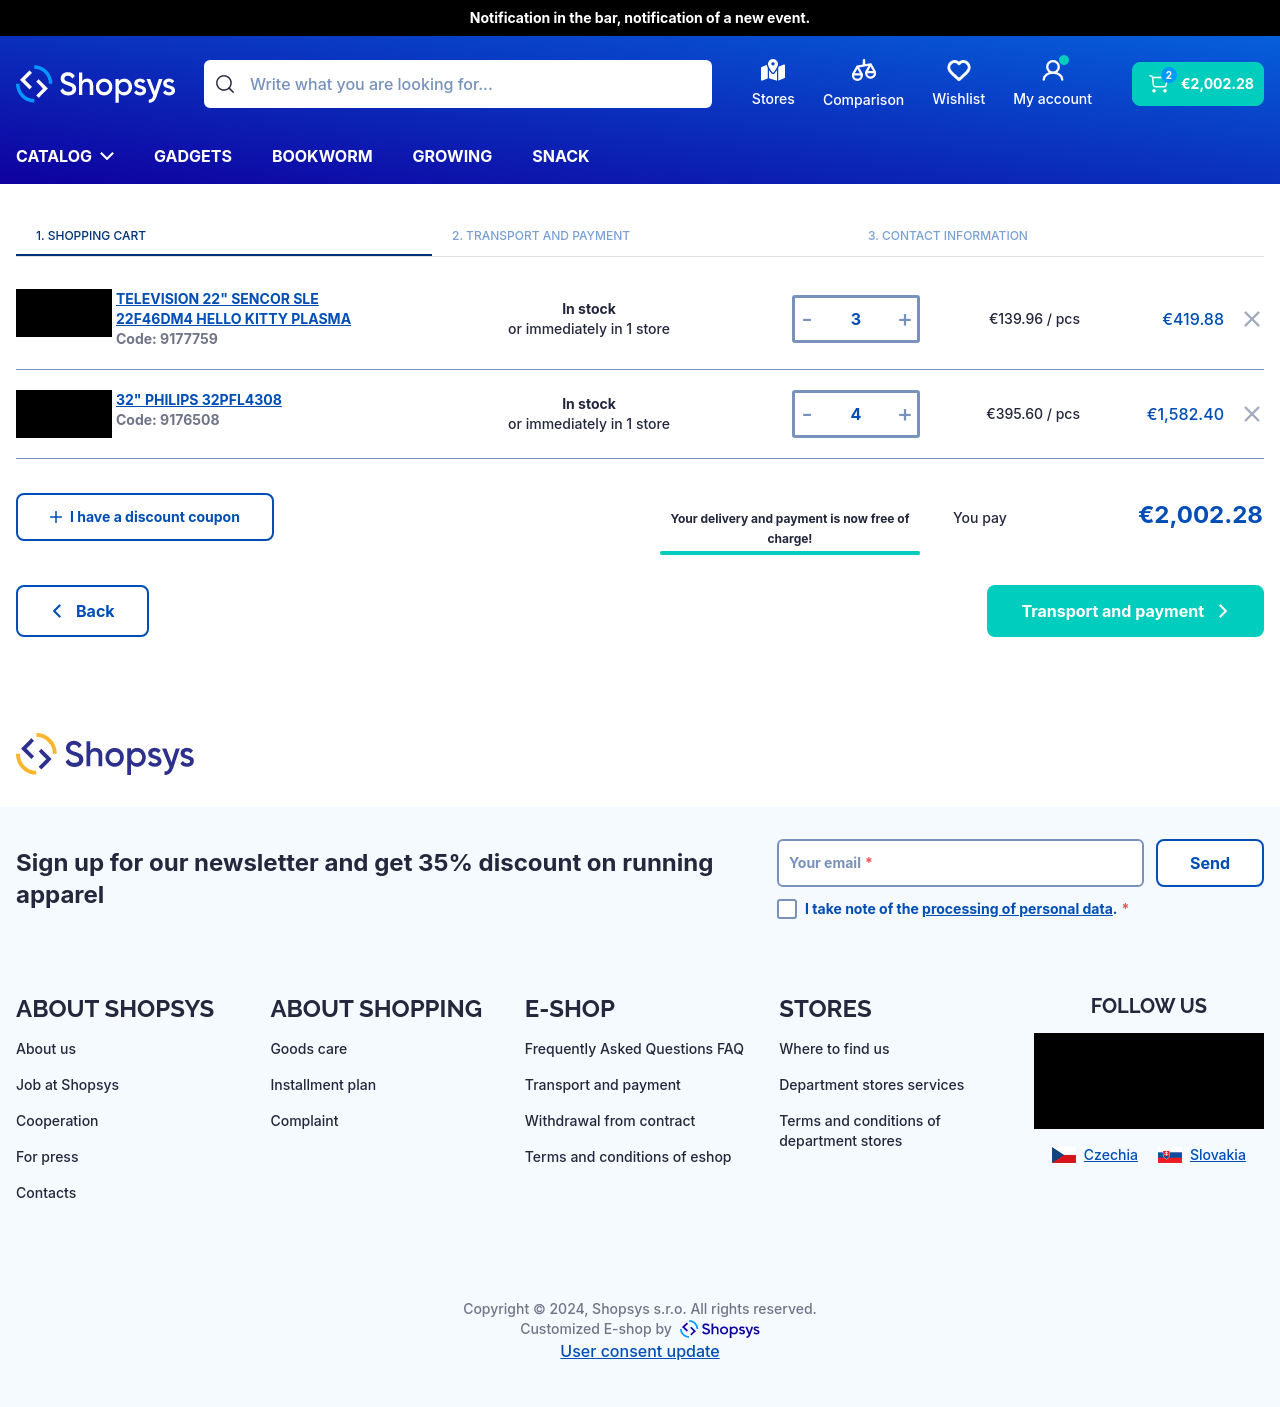 Notification in the bar, notification of a new event.
Shopsys
Write what you are looking for...
Stores
Comparison
Wishlist
My account
2
€2,002.28
CATALOG
GADGETS
BOOKWORM
GROWING
SNACK
1. SHOPPING CART
2. TRANSPORT AND PAYMENT
3. CONTACT INFORMATION
TELEVISION 22" SENCOR SLE
22F46DM4 HELLO KITTY PLASMA
Code: 9177759
In stock
or immediately in 1 store
- 3 +
€139.96 / pcs
€419.88
32" PHILIPS 32PFL4308
Code: 9176508
In stock
or immediately in 1 store
- 4 +
€395.60 / pcs
€1,582.40
I have a discount coupon
Your delivery and payment is now free of
charge!
You pay
€2,002.28
Back
Transport and payment
Shopsys
Sign up for our newsletter and get 35% discount on running
apparel
Your email *
Send
I take note of the processing of personal data. *
ABOUT SHOPSYS
About us
Job at Shopsys
Cooperation
For press
Contacts
ABOUT SHOPPING
Goods care
Installment plan
Complaint
E-SHOP
Frequently Asked Questions FAQ
Transport and payment
Withdrawal from contract
Terms and conditions of eshop
STORES
Where to find us
Department stores services
Terms and conditions of
department stores
FOLLOW US
Czechia
Slovakia
Copyright © 2024, Shopsys s.r.o. All rights reserved.
Customized E-shop by Shopsys
User consent update